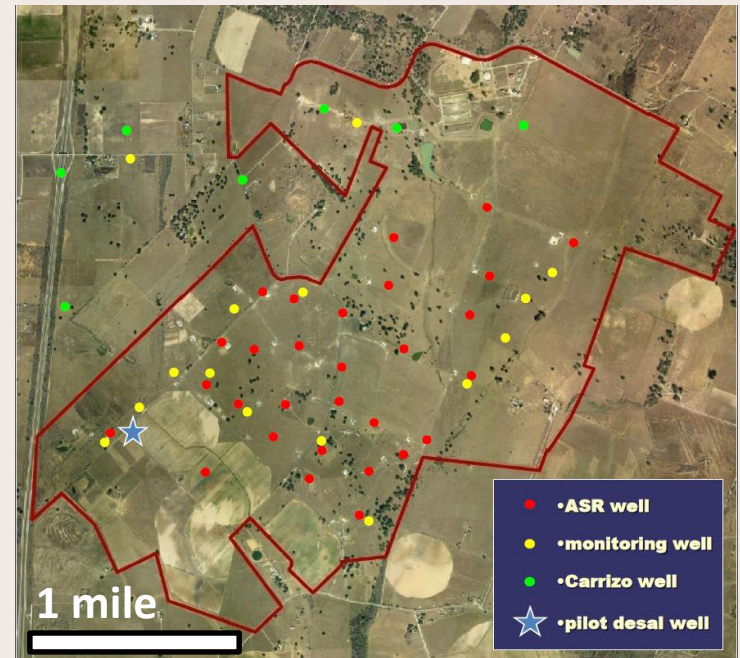 •ASR well
•monitoring well
•Carrizo well
•pilot desal well
1 mile